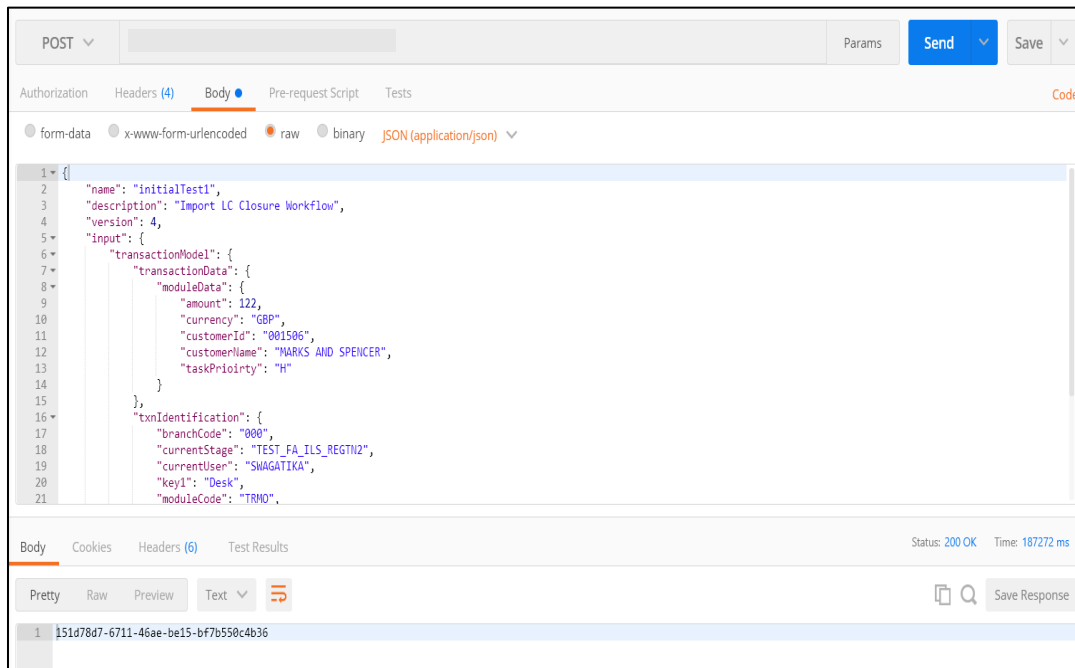 POST Params Send Save
Authorization Headers (4) Body Pre-request Script Tests Code
form-data x-www-form-urlencoded raw binary JSON (application/json)
1 {
2 "name": "initialTest1",
3 "description": "Import LC Closure Workflow",
4 "version": 4,
5 "input": {
6 "transactionModel": {
7 "transactionData": {
8 "moduleData": {
9 "amount": 122,
10 "currency": "GBP",
11 "customerId": "001506",
12 "customerName": "MARKS AND SPENCER",
13 "taskPrioirty": "H"
14 }
15 },
16 "txnIdentification": {
17 "branchCode": "000",
18 "currentStage": "TEST_FA_ILS_REGTN2",
19 "currentUser": "SWAGATIKA",
20 "key1": "Desk",
21 "moduleCode": "TRMO",
Body Cookies Headers (6) Test Results Status: 200 OK Time: 187272 ms
Pretty Raw Preview Text Save Response
1 151d78d7-6711-46ae-be15-bf7b550c4b36